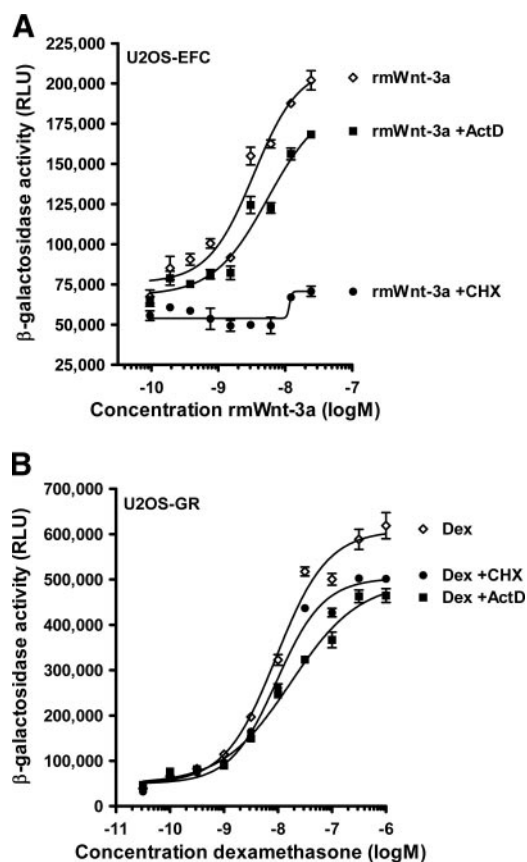 A
U2OS-EFC
β-galactosidase activity (RLU)
225,000
200,000
175,000
150,000
125,000
100,000
75,000
50,000
25,000
rmWnt-3a
rmWnt-3a +ActD
rmWnt-3a +CHX
-10
-9
-8
-7
Concentration rmWnt-3a (logM)
B
U2OS-GR
β-galactosidase activity (RLU)
700,000
600,000
500,000
400,000
300,000
200,000
100,000
0
Dex
Dex +CHX
Dex +ActD
-11
-10
-9
-8
-7
-6
Concentration dexamethasone (logM)